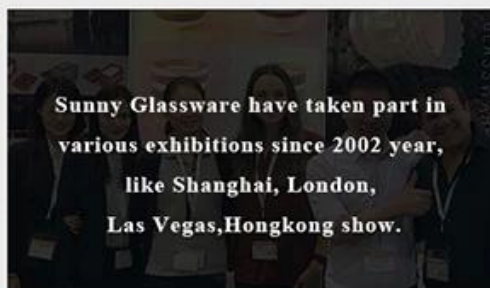 Sunny Glassware have taken part in
various exhibitions since 2002 year,
like Shanghai, London,
Las Vegas,Hongkong show.